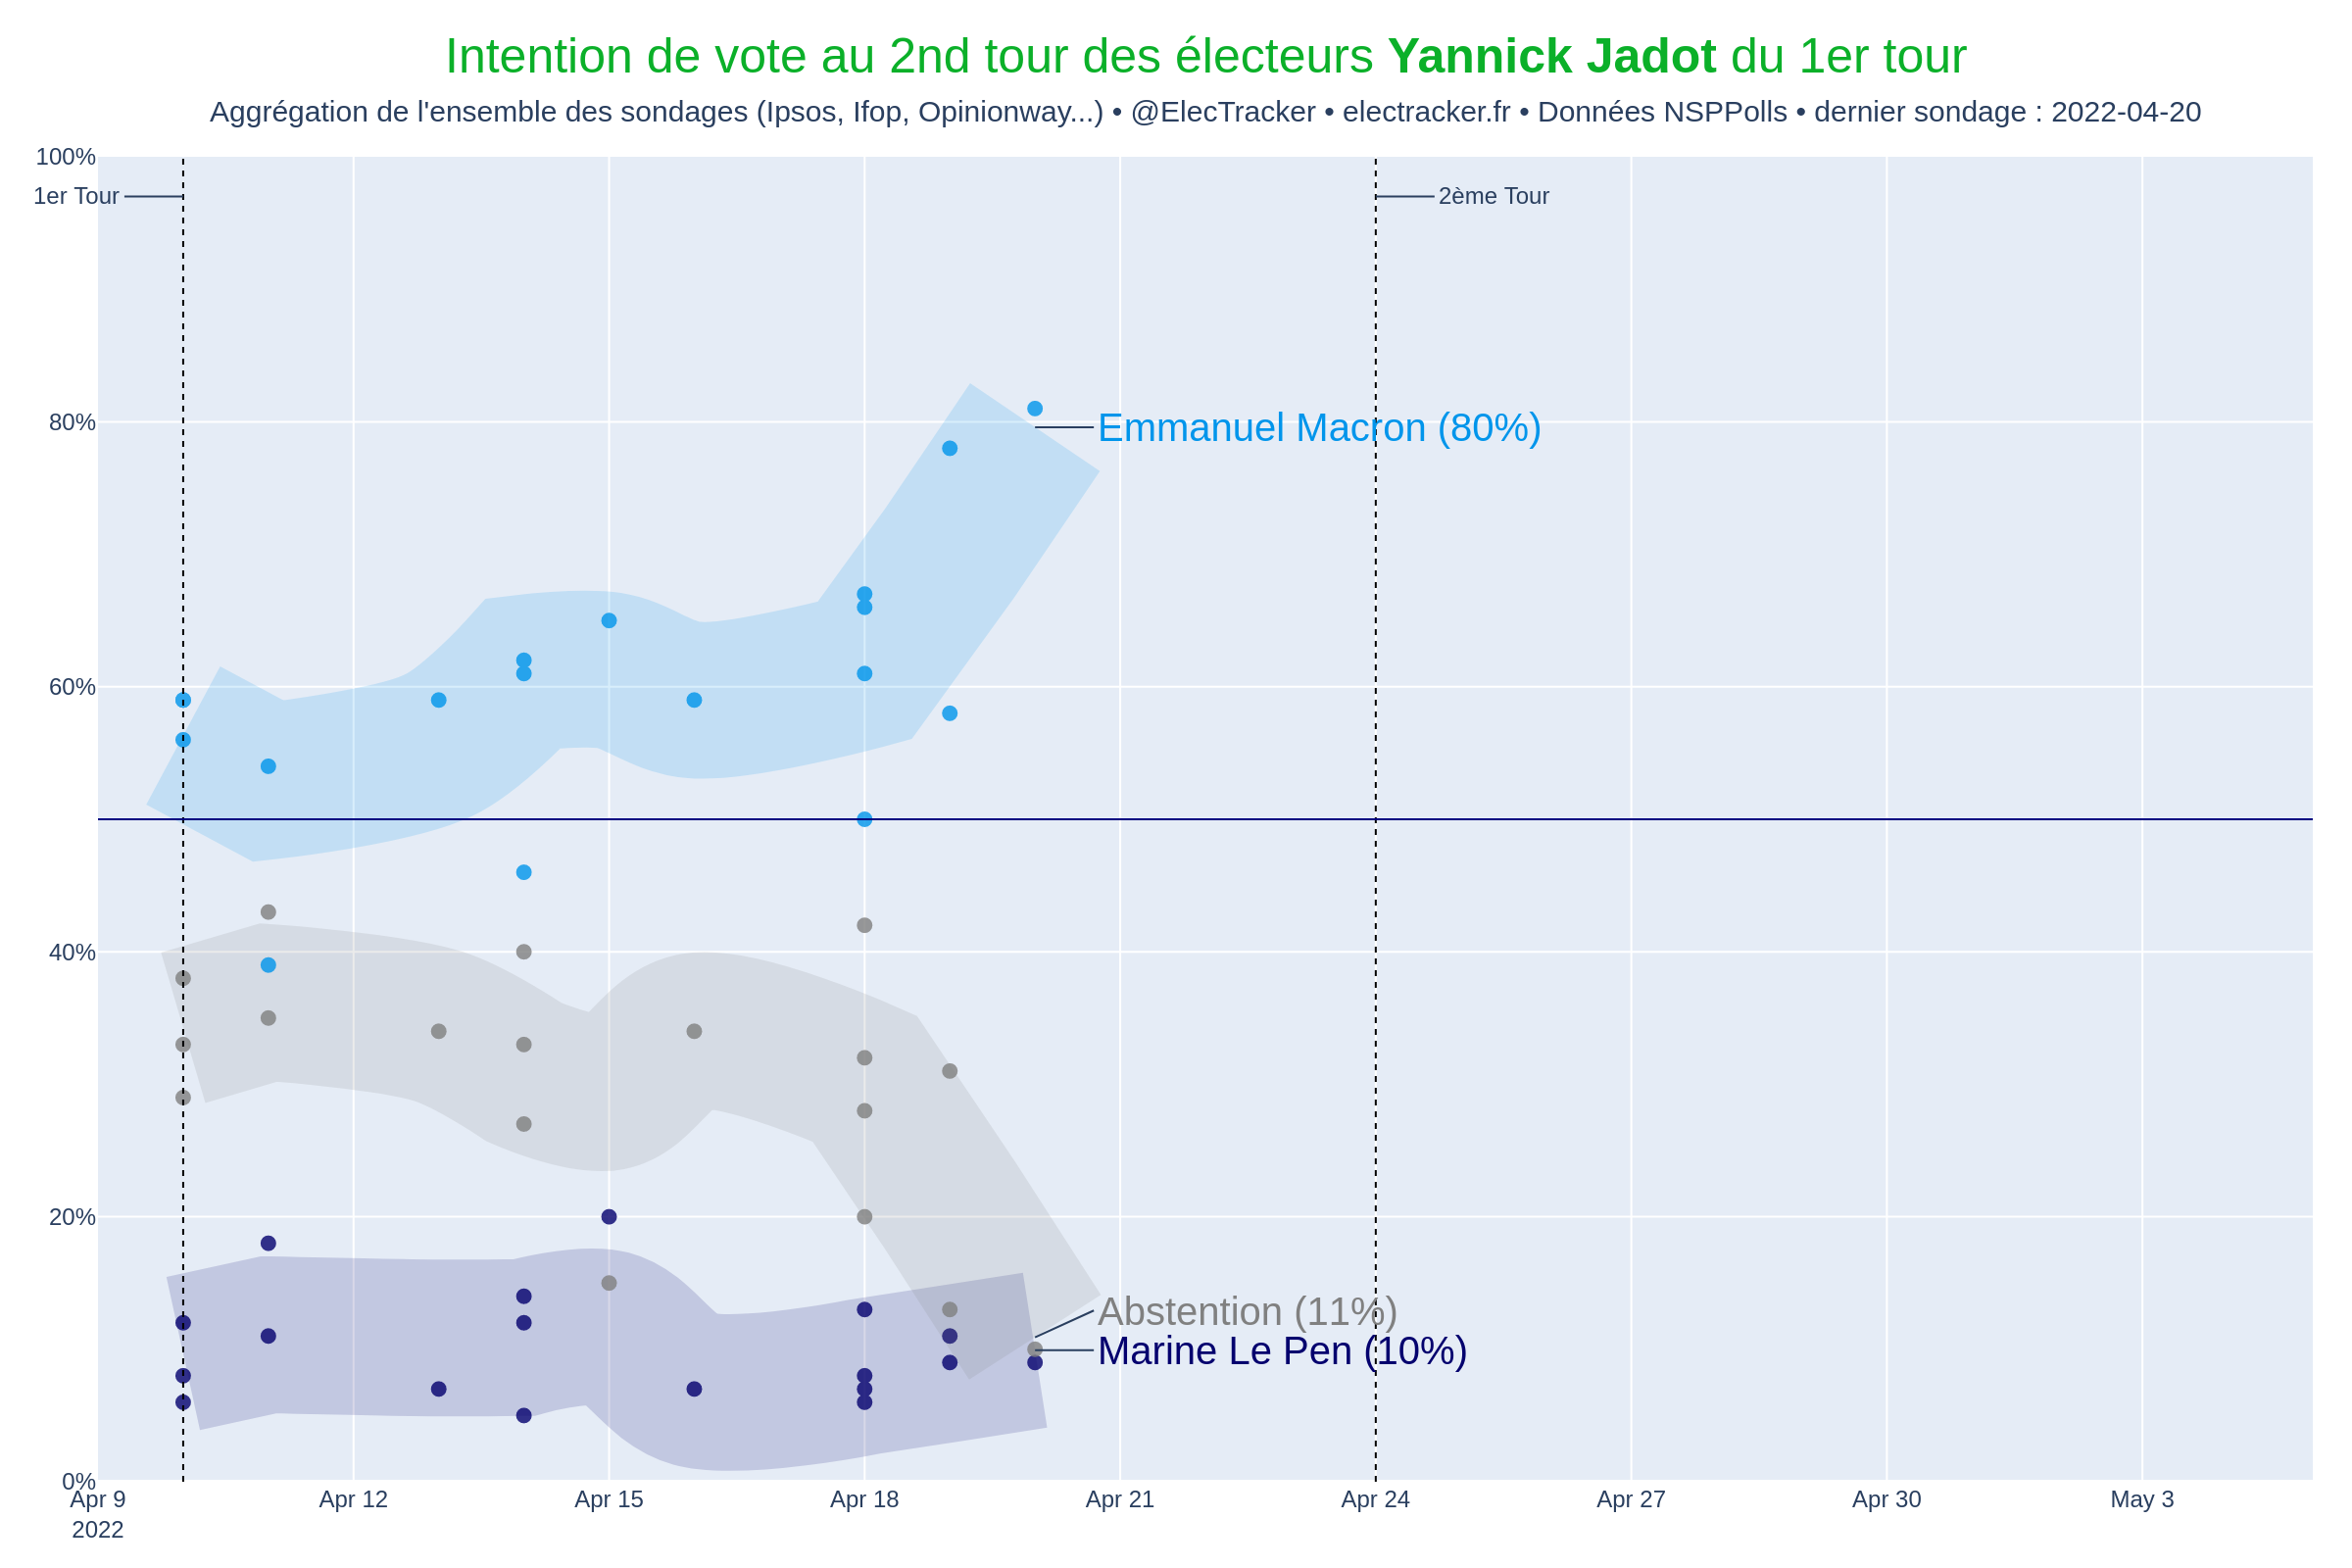 Intention de vote au 2nd tour des électeurs Yannick Jadot du 1er tour
Aggrégation de l'ensemble des sondages (Ipsos, Ifop, Opinionway...) • @ElecTracker • electracker.fr • Données NSPPolls • dernier sondage : 2022-04-20
100%
1er Tour
2ème Tour
80%
Emmanuel Macron (80%)
60%
40%
20%
Abstention (11%)
Marine Le Pen (10%)
0%
Apr 9
2022
Apr 12
Apr 15
Apr 18
Apr 21
Apr 24
Apr 27
Apr 30
May 3